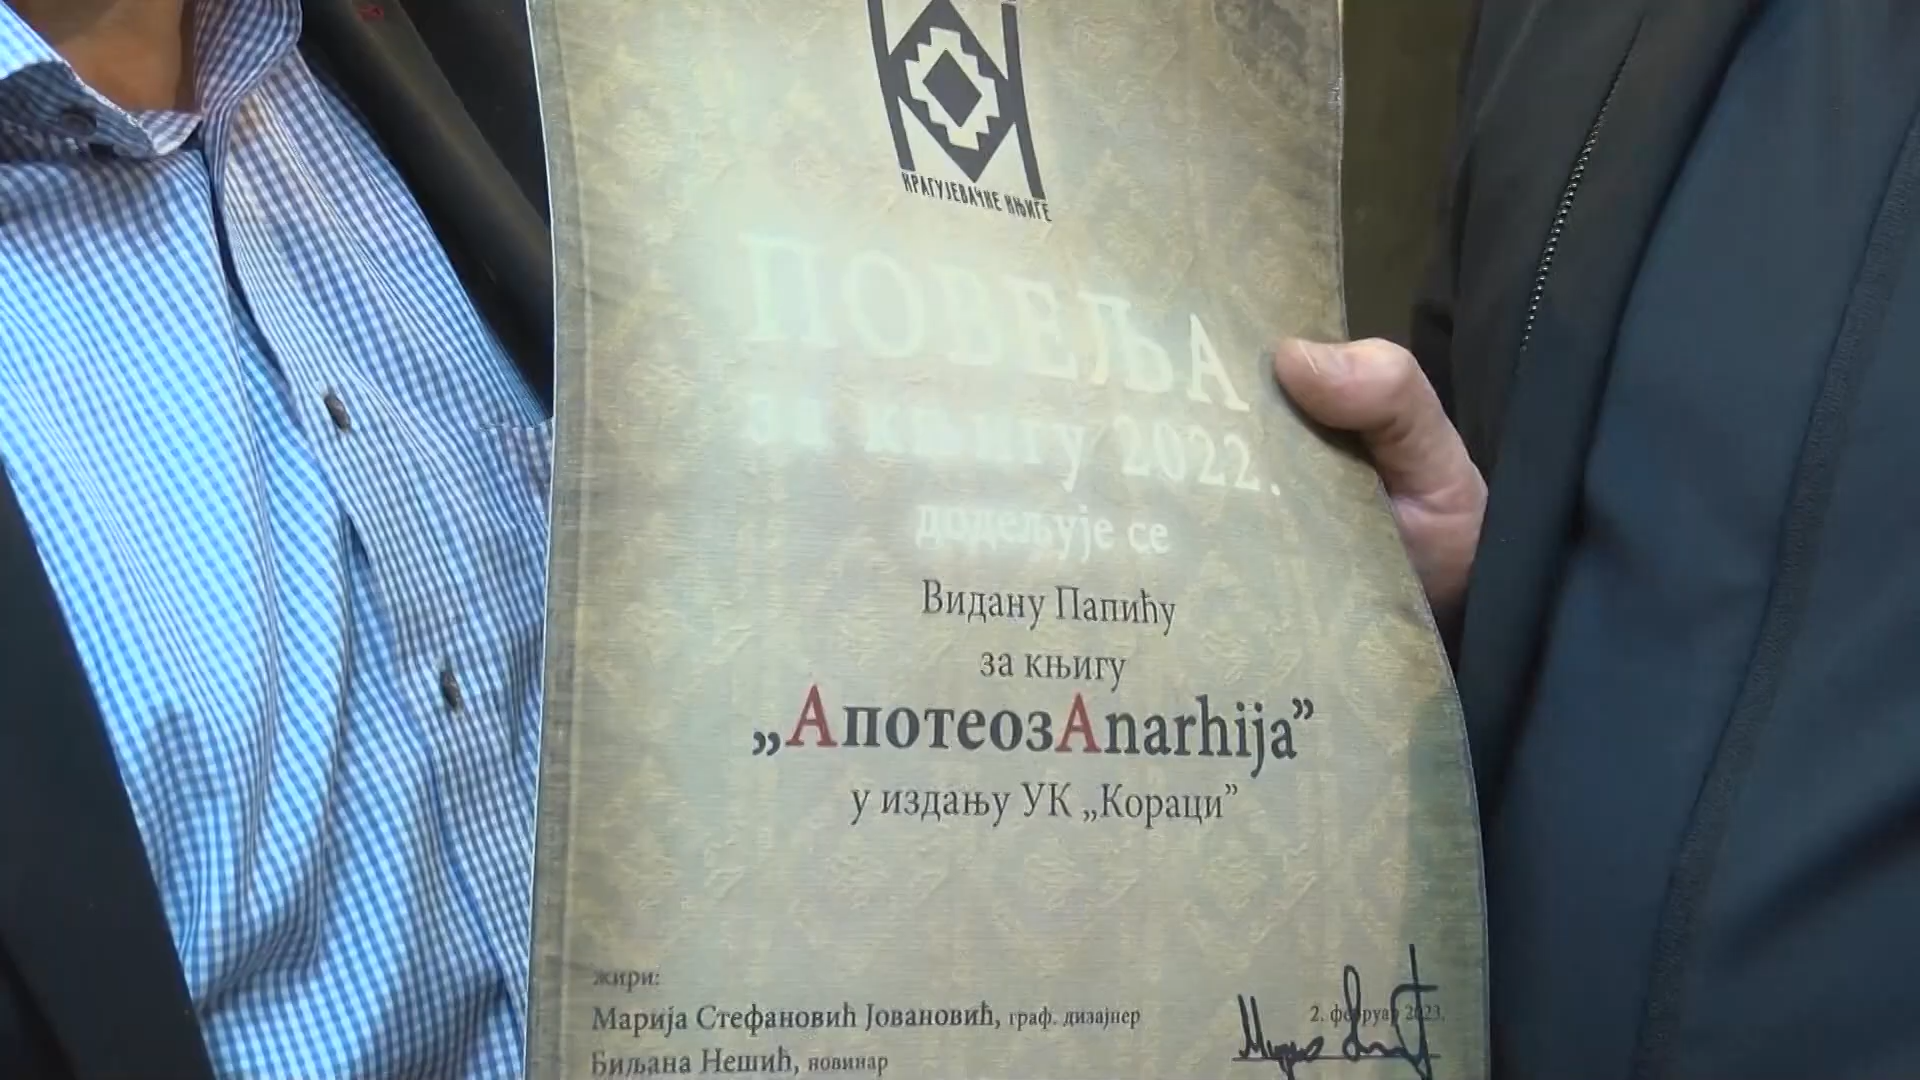 КРАГУЈЕВАЧКЕ КЊИГЕ
ПОВЕЉА
за књигу 2022.
додељује се
Видану Папићу
за књигу
„АпотеозAnarhija”
у издању УК „Кораци”
жири:
Марија Стефановић Јовановић, граф. дизајнер
2. фебруар 2023.
Биљана Нешић, новинар